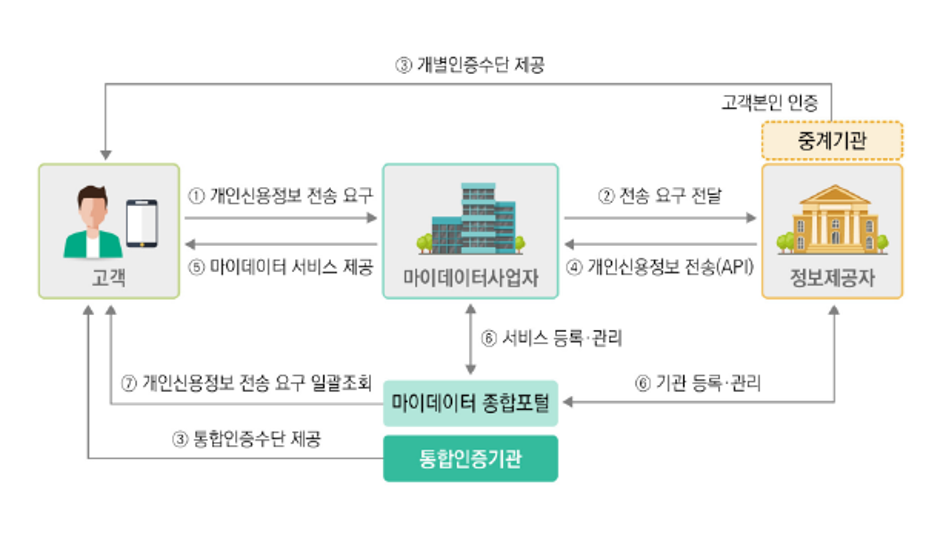 ③ 개별인증수단 제공
고객본인 인증
중계기관
① 개인신용정보 전송 요구
② 전송 요구 전달
⑤ 마이데이터 서비스 제공
④ 개인신용정보 전송(API)
고객
마이데이터사업자
정보제공자
⑥ 서비스 등록·관리
⑦ 개인신용정보 전송 요구 일괄조회
⑥ 기관 등록·관리
마이데이터 종합포털
③ 통합인증수단 제공
통합인증기관